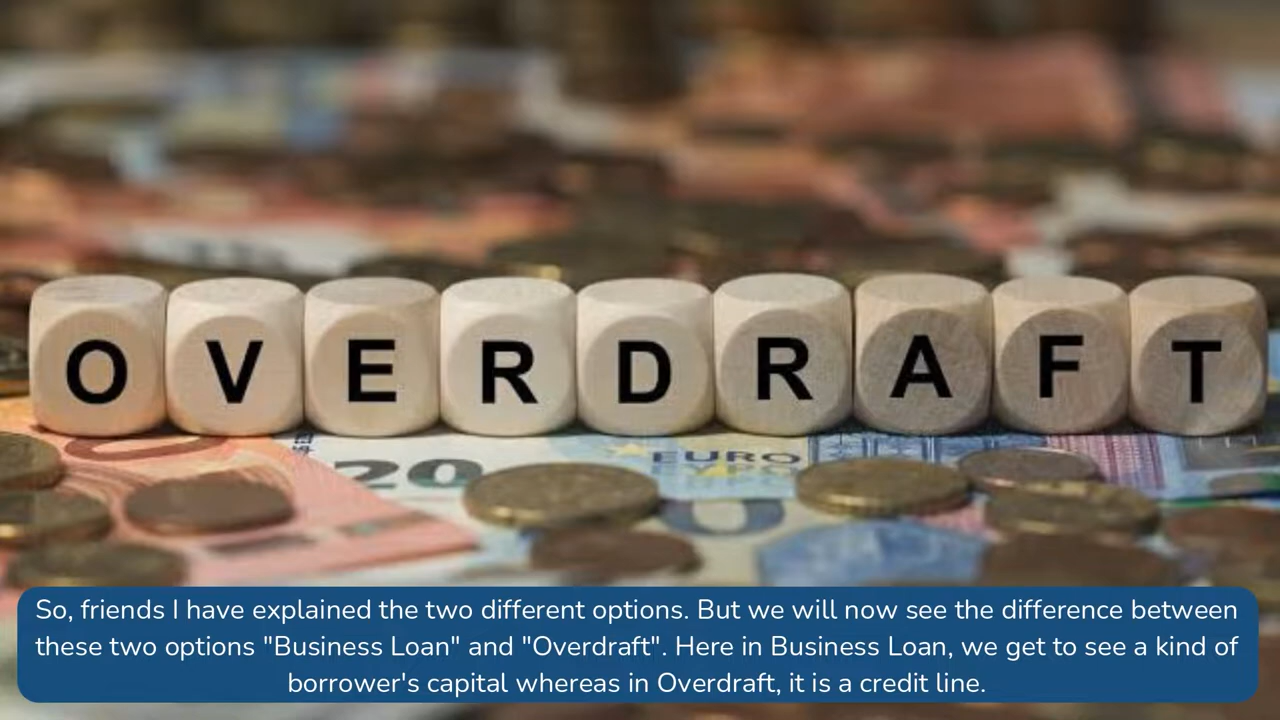 OVERDRAFT
20 EURO
So, friends I have explained the two different options. But we will now see the difference between
these two options "Business Loan" and "Overdraft". Here in Business Loan, we get to see a kind of
borrower's capital whereas in Overdraft, it is a credit line.